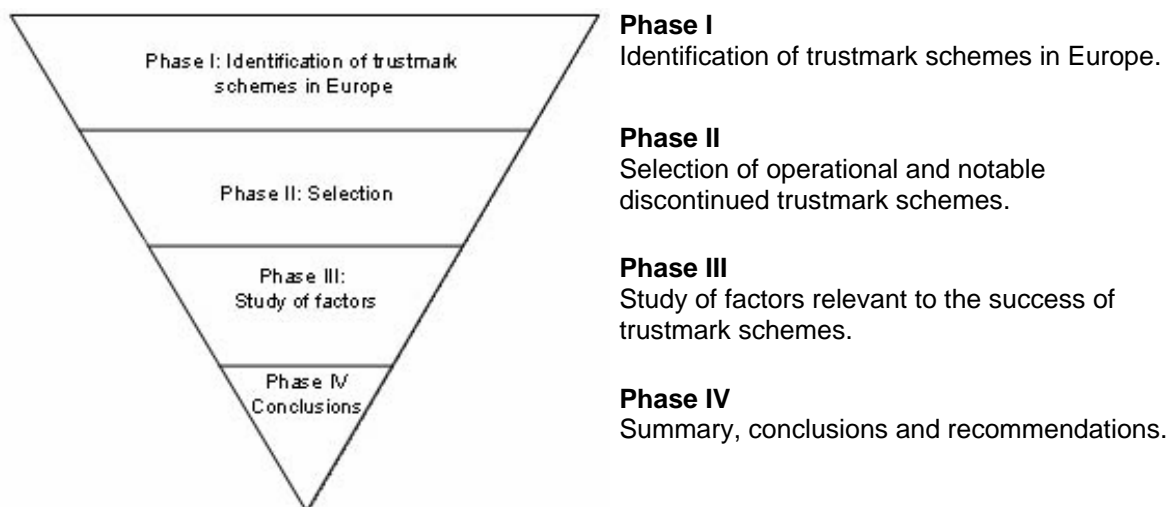 Phase I: Identification of trustmark
schemes in Europe
Phase II: Selection
Phase III:
Study of factors
Phase IV
Conclusions
Phase I
Identification of trustmark schemes in Europe.
Phase II
Selection of operational and notable
discontinued trustmark schemes.
Phase III
Study of factors relevant to the success of
trustmark schemes.
Phase IV
Summary, conclusions and recommendations.